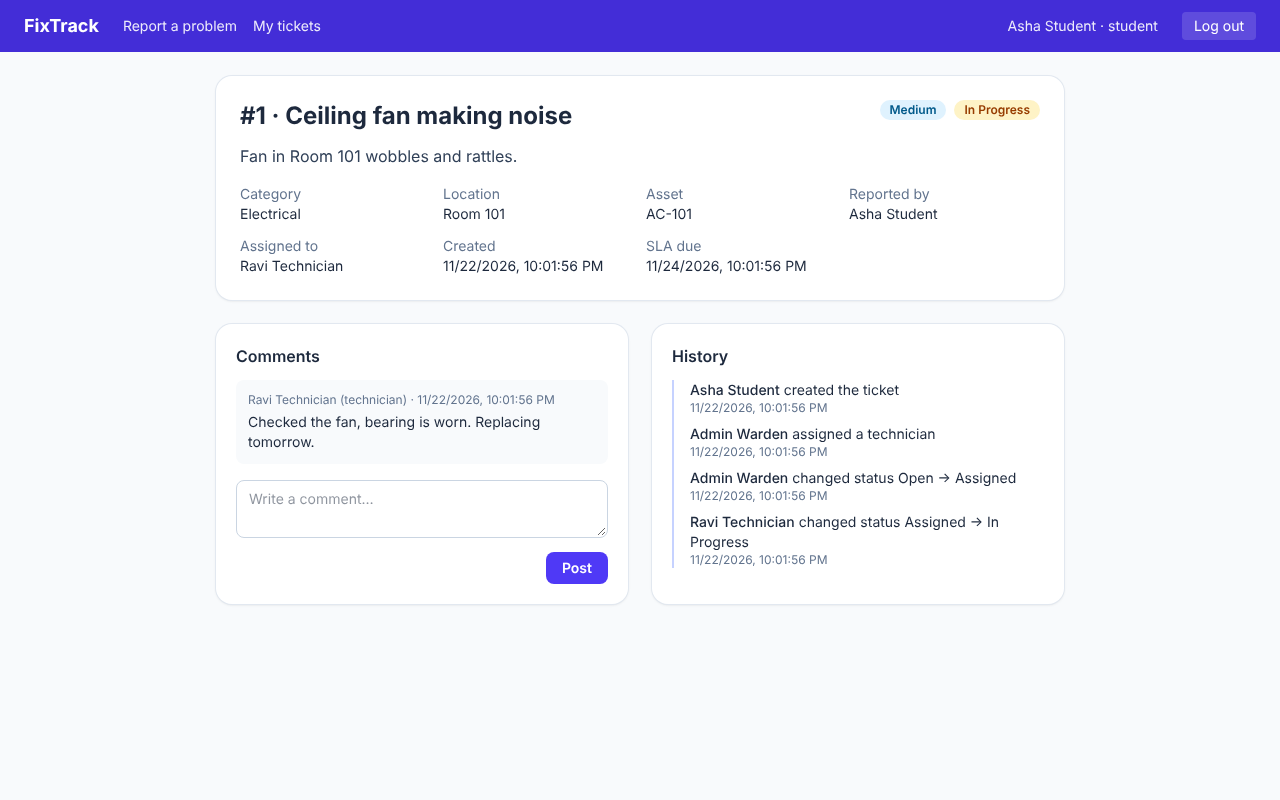 FixTrack Report a problem My tickets Asha Student · student Log out
#1 · Ceiling fan making noise Medium In Progress
Fan in Room 101 wobbles and rattles.
Category Location Asset Reported by
Electrical Room 101 AC-101 Asha Student
Assigned to Created SLA due
Ravi Technician 11/22/2026, 10:01:56 PM 11/24/2026, 10:01:56 PM
Comments
Ravi Technician (technician) · 11/22/2026, 10:01:56 PM
Checked the fan, bearing is worn. Replacing
tomorrow.
Write a comment...
Post
History
Asha Student created the ticket
11/22/2026, 10:01:56 PM
Admin Warden assigned a technician
11/22/2026, 10:01:56 PM
Admin Warden changed status Open → Assigned
11/22/2026, 10:01:56 PM
Ravi Technician changed status Assigned → In
Progress
11/22/2026, 10:01:56 PM